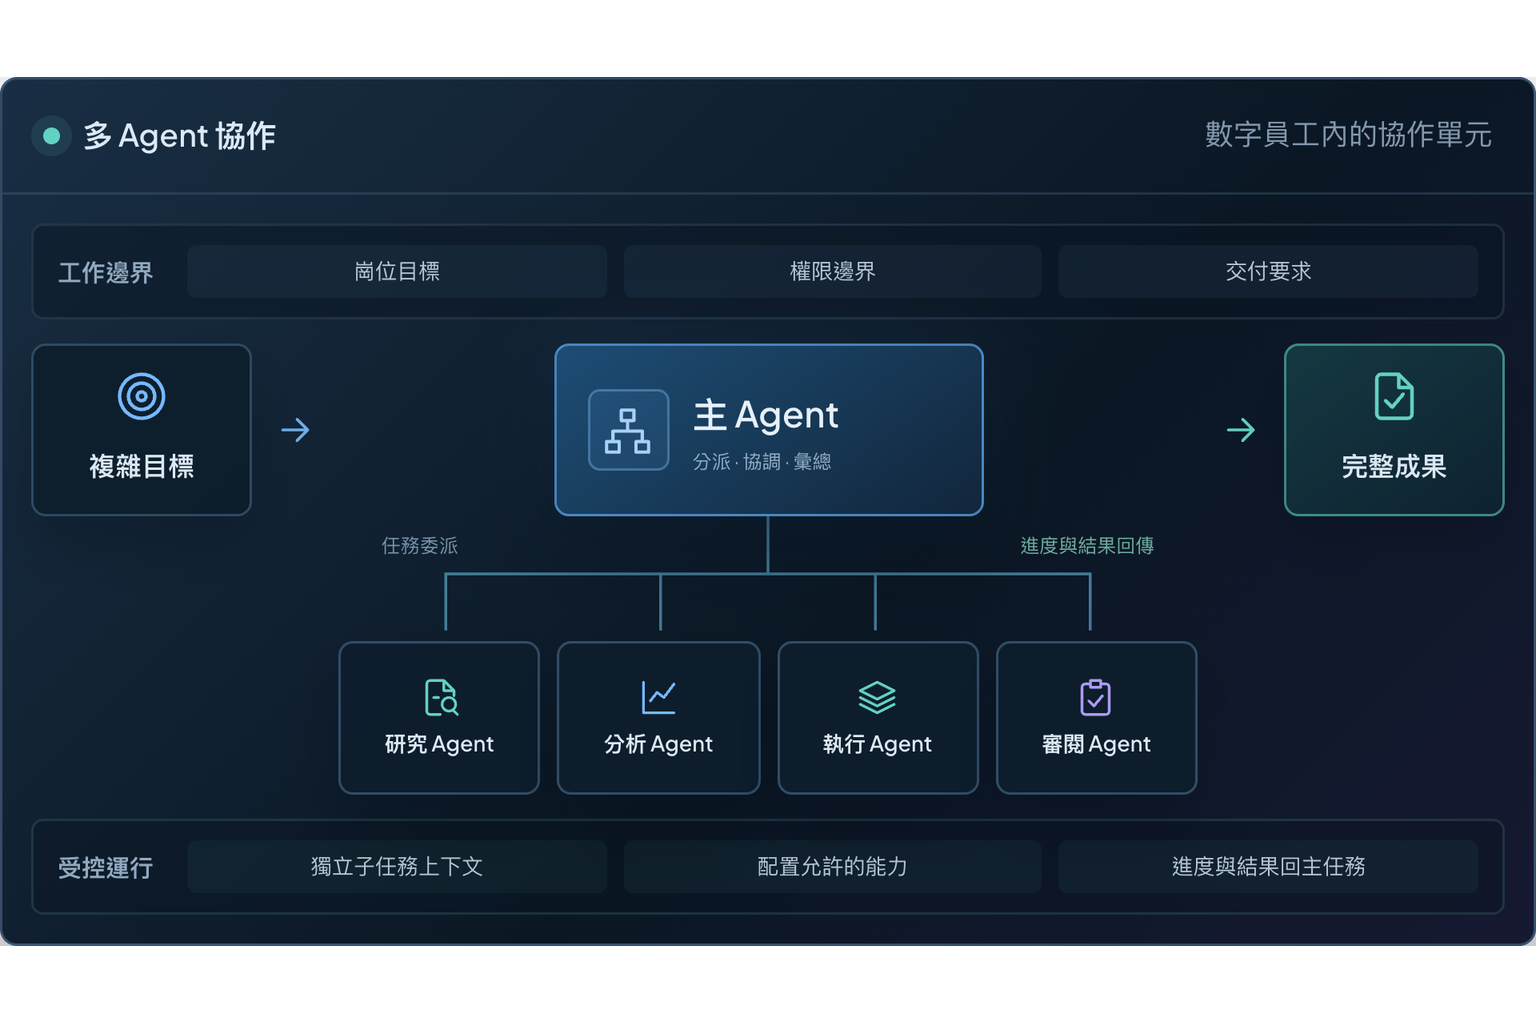 多 Agent 協作
數字員工內的協作單元
工作邊界
崗位目標
權限邊界
交付要求
複雜目標
主 Agent
分派 · 協調 · 彙總
完整成果
任務委派
進度與結果回傳
研究 Agent
分析 Agent
執行 Agent
審閱 Agent
受控運行
獨立子任務上下文
配置允許的能力
進度與結果回主任務